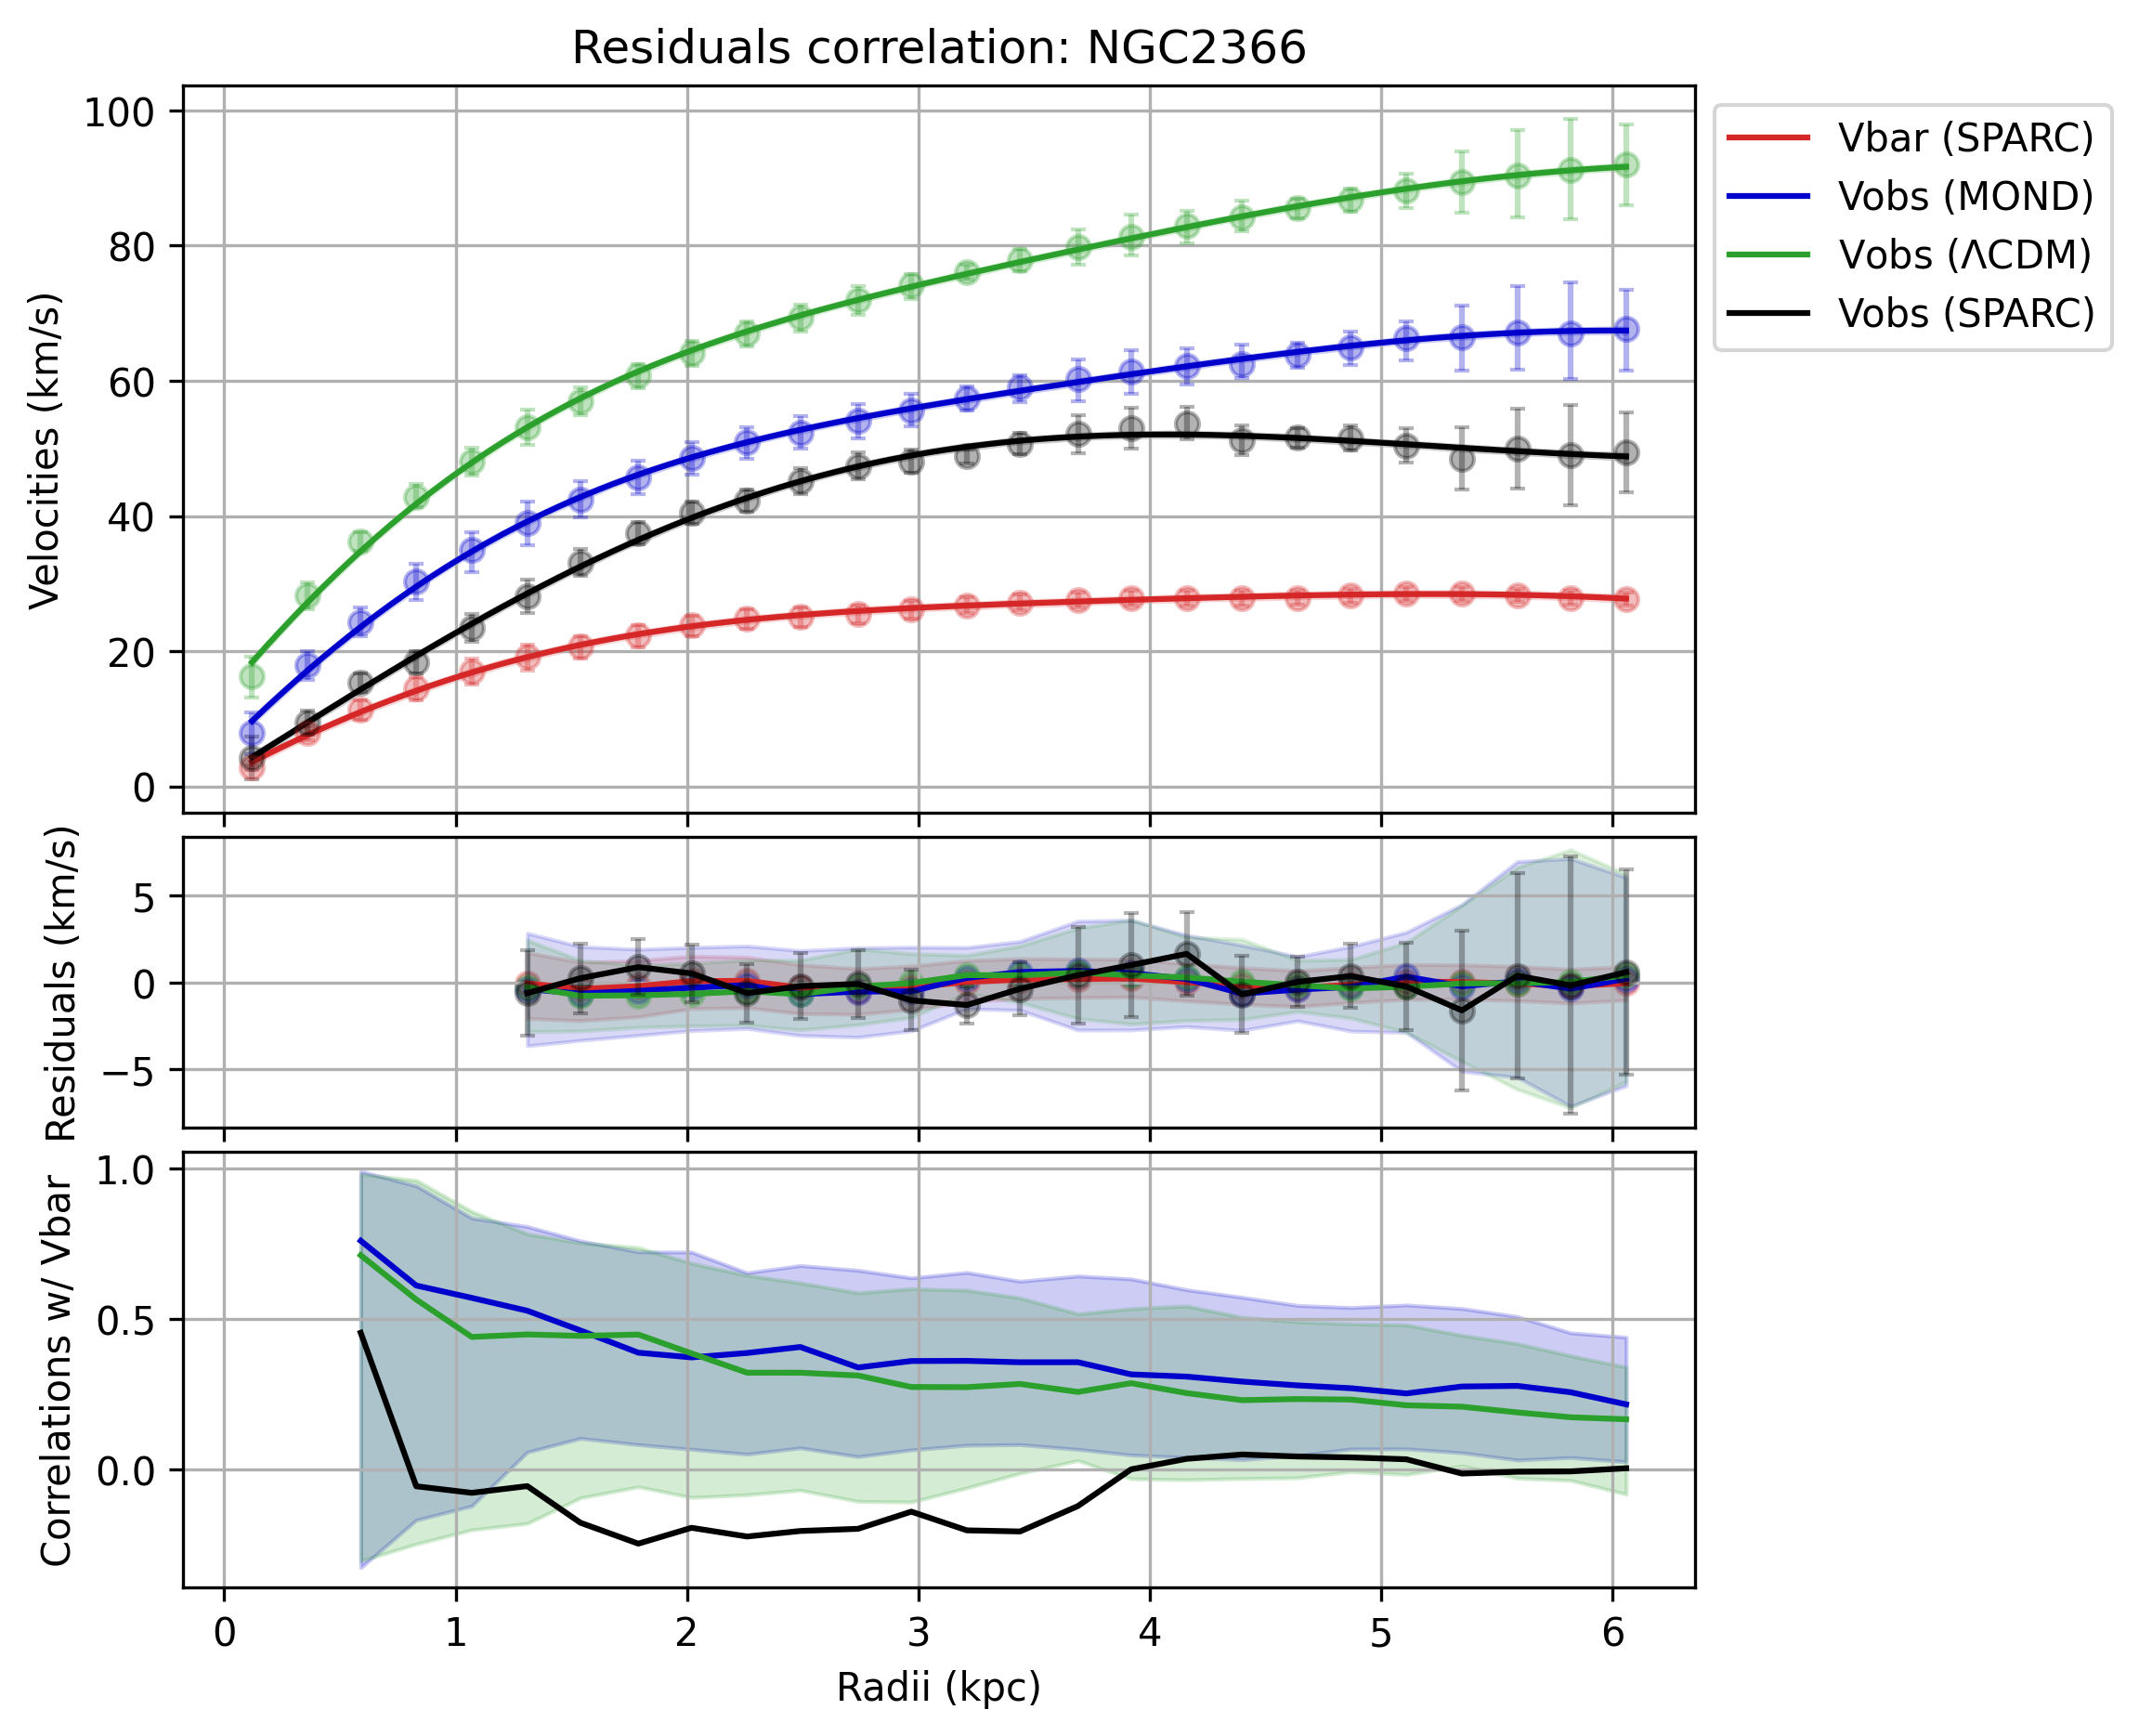 Residuals correlation: NGC2366
100
80
60
40
20
0
Velocities (km/s)
Vbar (SPARC)
Vobs (MOND)
Vobs (ΛCDM)
Vobs (SPARC)
5
0
−5
Residuals (km/s)
1.0
0.5
0.0
Correlations w/ Vbar
0 1 2 3 4 5 6
Radii (kpc)